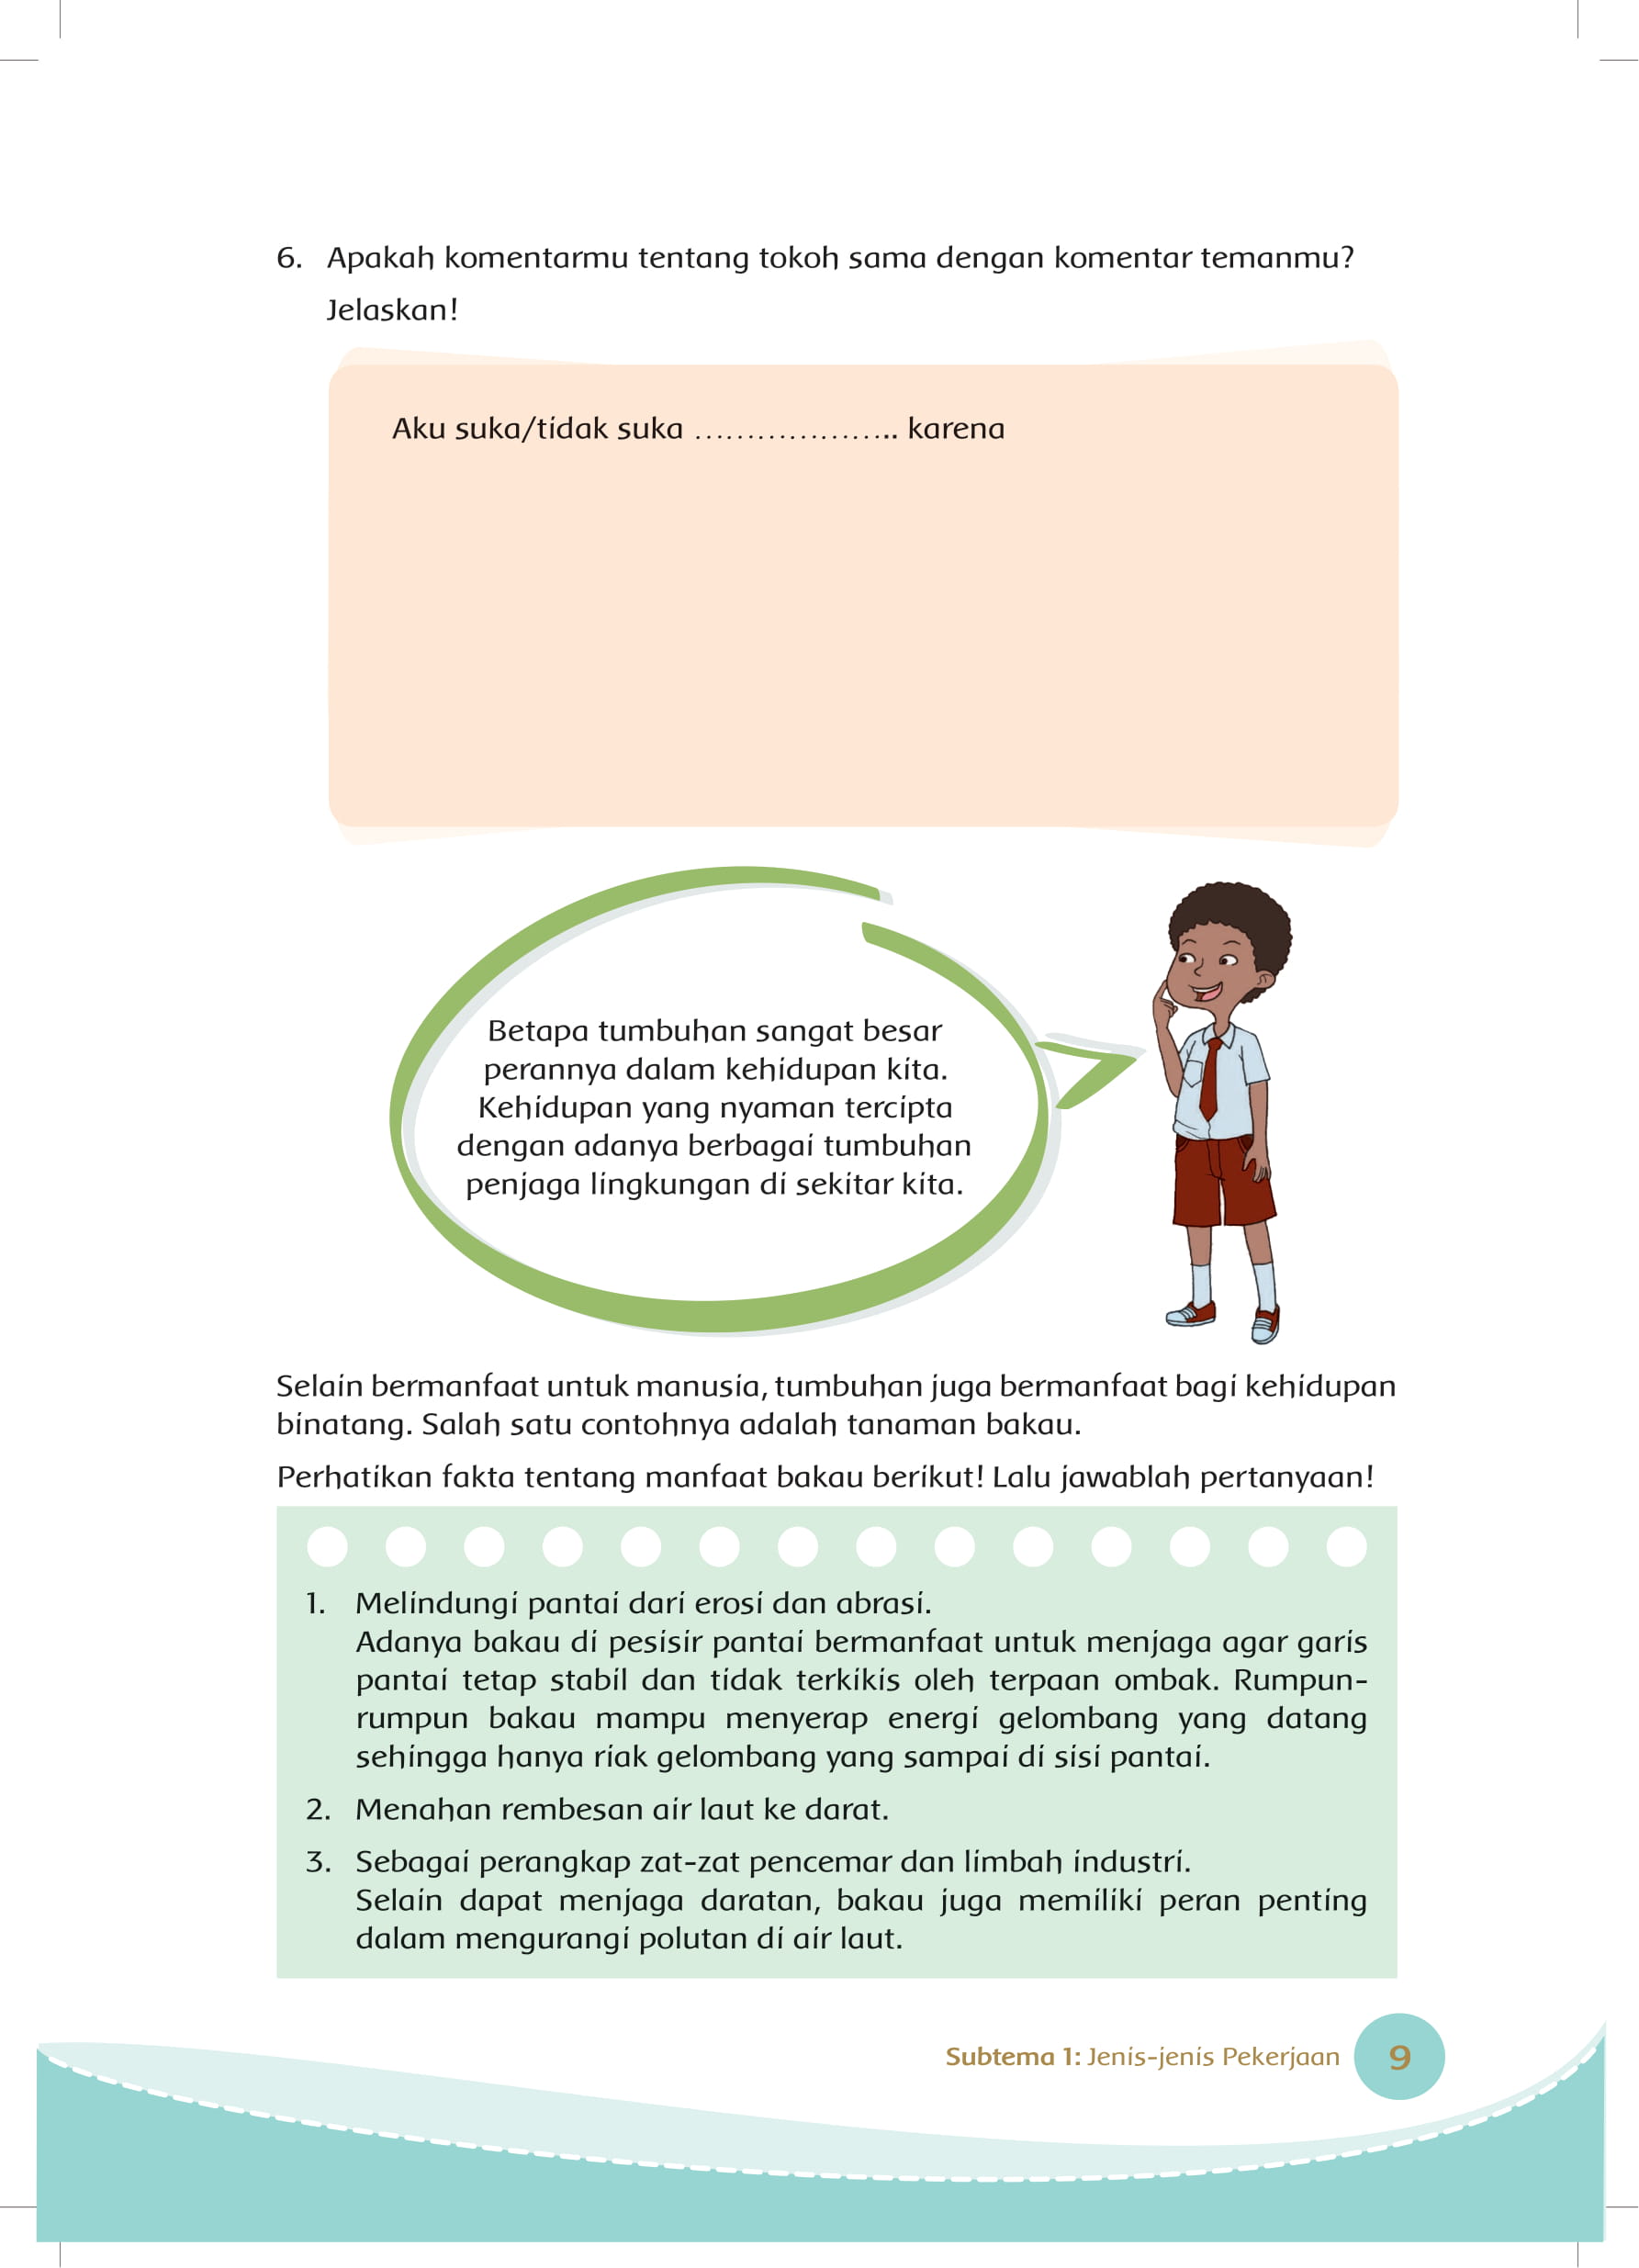 6. Apakah komentarmu tentang tokoh sama dengan komentar temanmu?
Jelaskan!
Aku suka/tidak suka ..................... karena
Betapa tumbuhan sangat besar
perannya dalam kehidupan kita.
Kehidupan yang nyaman tercipta
dengan adanya berbagai tumbuhan
penjaga lingkungan di sekitar kita.
Selain bermanfaat untuk manusia, tumbuhan juga bermanfaat bagi kehidupan
binatang. Salah satu contohnya adalah tanaman bakau.
Perhatikan fakta tentang manfaat bakau berikut! Lalu jawablah pertanyaan!
1. Melindungi pantai dari erosi dan abrasi.
Adanya bakau di pesisir pantai bermanfaat untuk menjaga agar garis
pantai tetap stabil dan tidak terkikis oleh terpaan ombak. Rumpun-
rumpun bakau mampu menyerap energi gelombang yang datang
sehingga hanya riak gelombang yang sampai di sisi pantai.
2. Menahan rembesan air laut ke darat.
3. Sebagai perangkap zat-zat pencemar dan limbah industri.
Selain dapat menjaga daratan, bakau juga memiliki peran penting
dalam mengurangi polutan di air laut.
Subtema 1: Jenis-jenis Pekerjaan 9